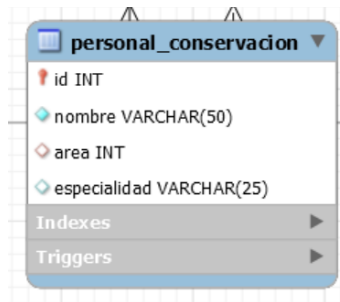 personal_conservacion
id INT
nombre VARCHAR(50)
area INT
especialidad VARCHAR(25)
Indexes
Triggers